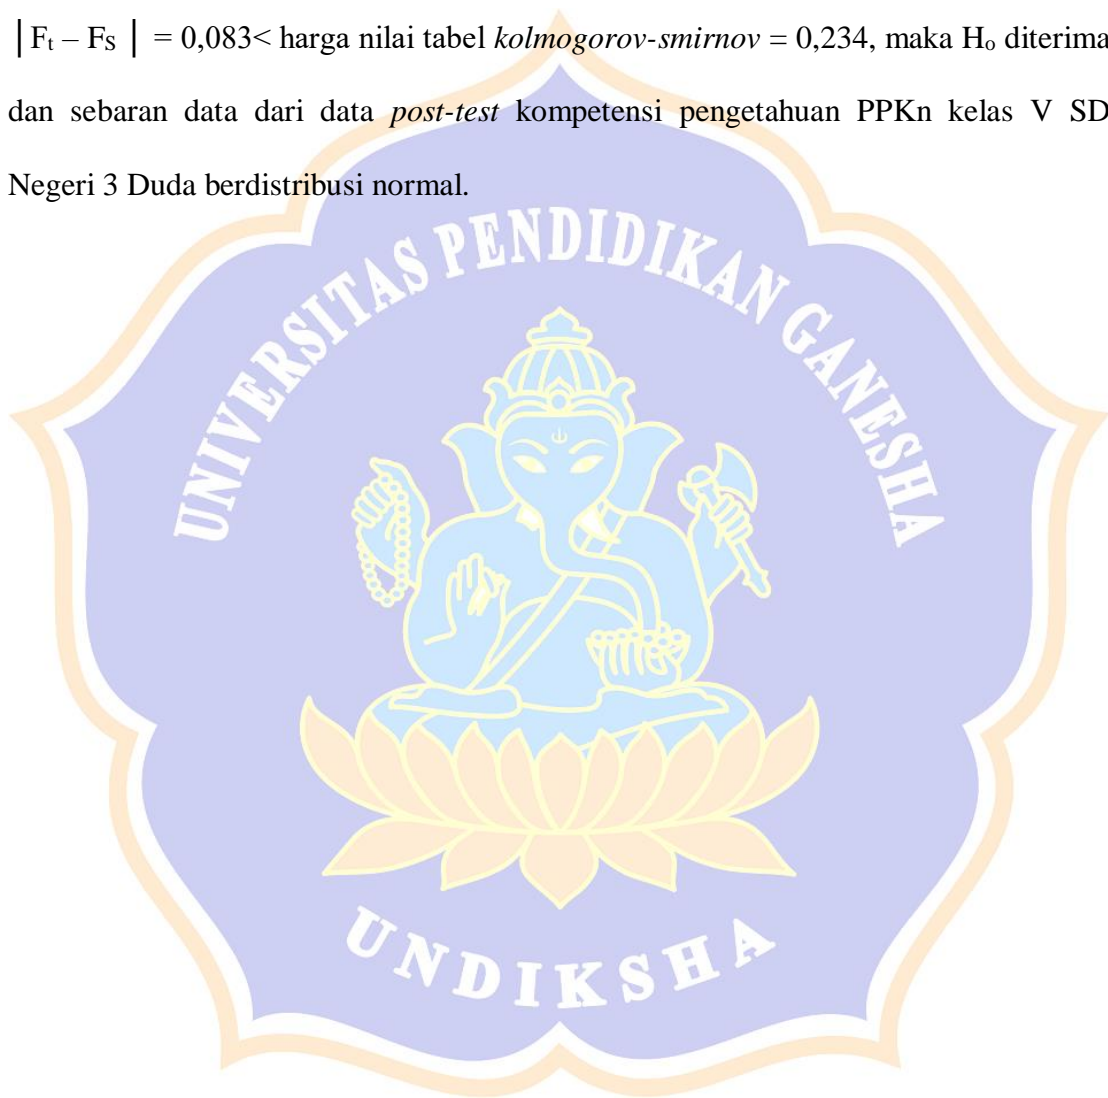 |Fₜ – F_S | = 0,083< harga nilai tabel kolmogorov-smirnov = 0,234, maka Hₒ diterima
dan sebaran data dari data post-test kompetensi pengetahuan PPKn kelas V SD
Negeri 3 Duda berdistribusi normal.
UNIVERSITAS PENDIDIKAN GANESHA
UNDIKSHA